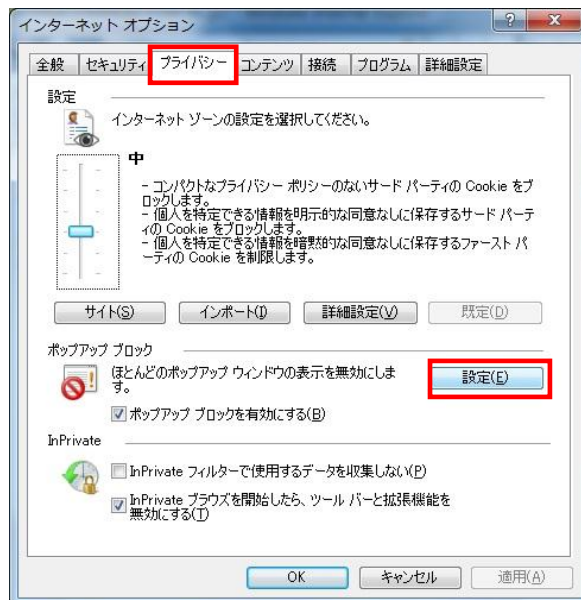 インターネット オプション
全般 セキュリティ プライバシー コンテンツ 接続 プログラム 詳細設定
設定
インターネット ゾーンの設定を選択してください。
中
- コンパクトなプライバシー ポリシーのないサード パーティの Cookie をブ
ロックします。
- 個人を特定できる情報を明示的な同意なしに保存するサード パーテ
ィの Cookie をブロックします。
- 個人を特定できる情報を暗黙的な同意なしに保存するファースト パ
ーティの Cookie を制限します。
サイト(S) インポート(I) 詳細設定(V) 既定(D)
ポップアップ ブロック
ほとんどのポップアップ ウィンドウの表示を無効にしま
す。
設定(E)
ポップアップ ブロックを有効にする(B)
InPrivate
InPrivate フィルターで使用するデータを収集しない(P)
InPrivate ブラウズを開始したら、ツール バーと拡張機能を
無効にする(T)
OK キャンセル 適用(A)